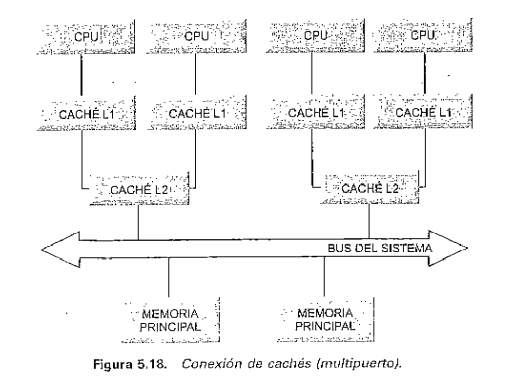 CPU CPU CPU CPU
CACHÉ L1 CACHÉ L1 CACHÉ L1 CACHÉ L1
CACHÉ L2 CACHÉ L2
BUS DEL SISTEMA
MEMORIA PRINCIPAL
MEMORIA PRINCIPAL
Figura 5.18. Conexión de cachés (multipuerto).